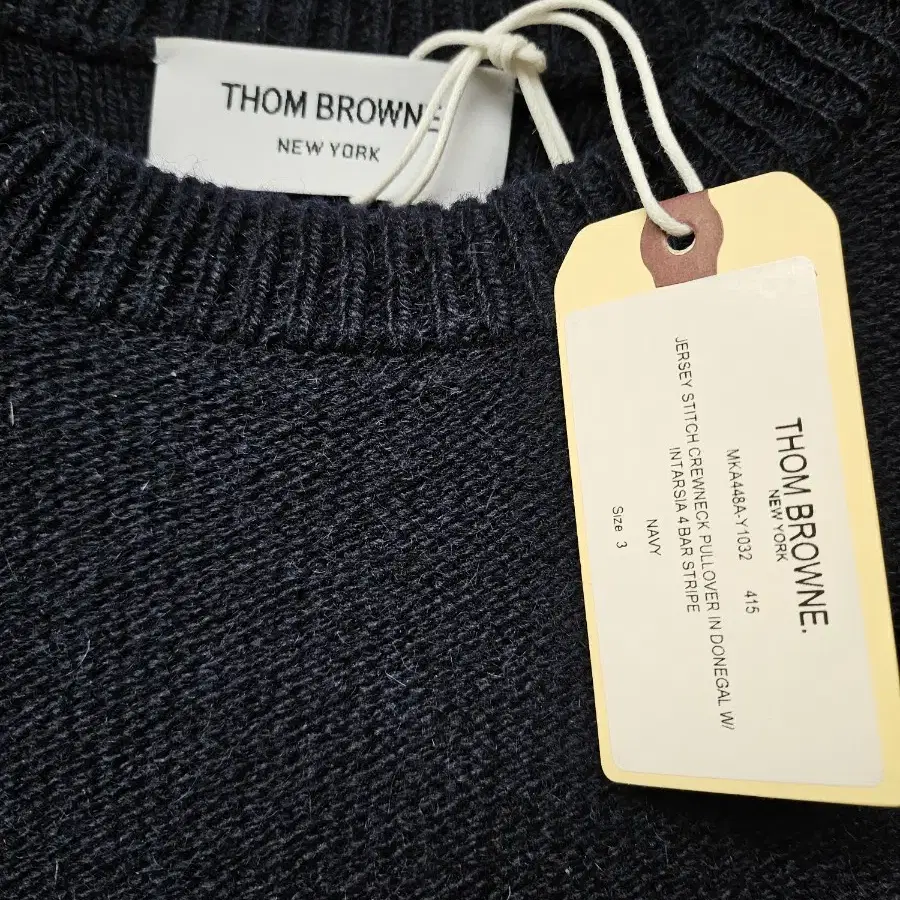 THOM BROWNE
NEW YORK
THOM BROWNE.
NEW YORK
MKA448A-Y1032 415
JERSEY STITCH CREWNECK PULLOVER IN DONEGAL W/
INTARSIA 4 BAR STRIPE
NAVY
Size 3